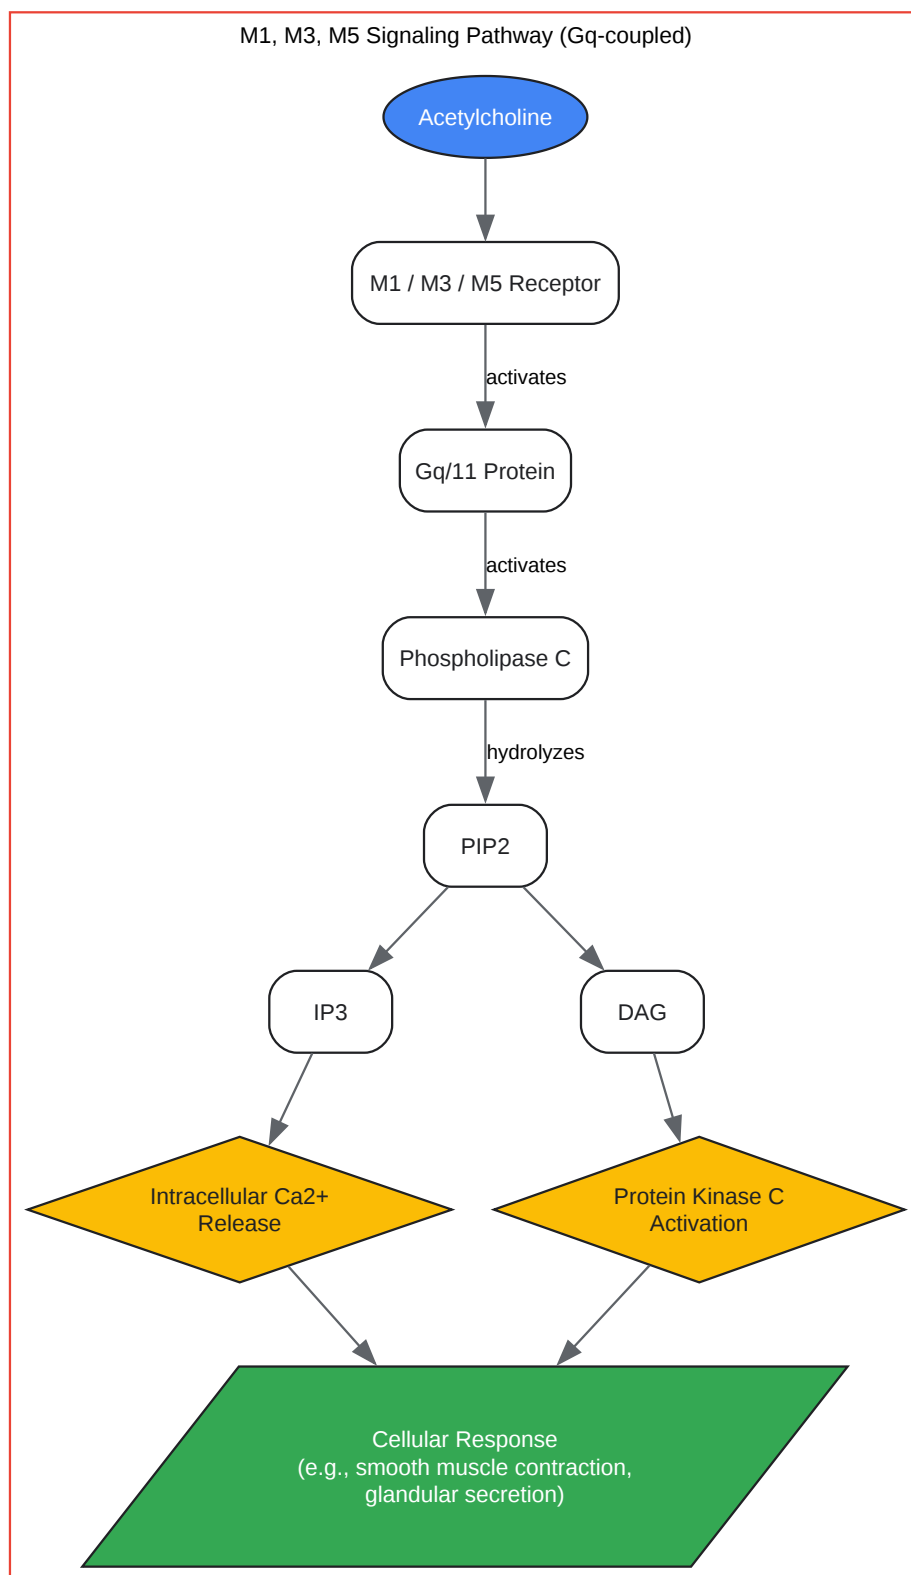 M1, M3, M5 Signaling Pathway (Gq-coupled)
Acetylcholine
M1 / M3 / M5 Receptor
activates
Gq/11 Protein
activates
Phospholipase C
hydrolyzes
PIP2
IP3
DAG
Intracellular Ca2+
Release
Protein Kinase C
Activation
Cellular Response
(e.g., smooth muscle contraction,
glandular secretion)